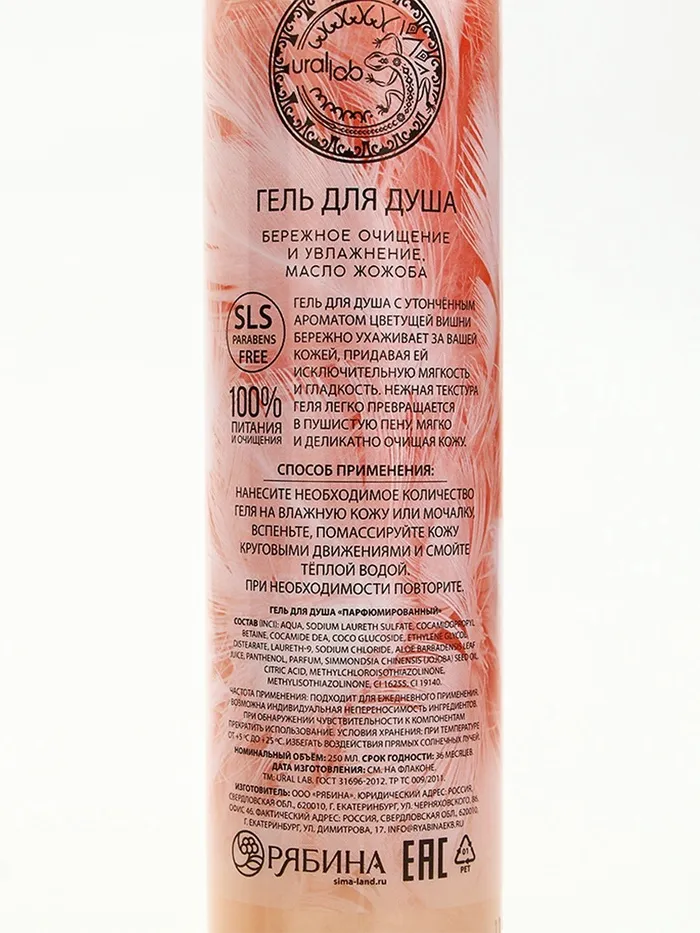 ural lab
ГЕЛЬ ДЛЯ ДУША
БЕРЕЖНОЕ ОЧИЩЕНИЕ
И УВЛАЖНЕНИЕ,
МАСЛО ЖОЖОБА
SLS
PARABENS
FREE
100%
ПИТАНИЯ
И ОЧИЩЕНИЯ
ГЕЛЬ ДЛЯ ДУША С УТОНЧЁННЫМ
АРОМАТОМ ЦВЕТУЩЕЙ ВИШНИ
БЕРЕЖНО УХАЖИВАЕТ ЗА ВАШЕЙ
КОЖЕЙ, ПРИДАВАЯ ЕЙ
ИСКЛЮЧИТЕЛЬНУЮ МЯГКОСТЬ
И ГЛАДКОСТЬ. НЕЖНАЯ ТЕКСТУРА
ГЕЛЯ ЛЕГКО ПРЕВРАЩАЕТСЯ
В ПУШИСТУЮ ПЕНУ, МЯГКО
И ДЕЛИКАТНО ОЧИЩАЯ КОЖУ.
СПОСОБ ПРИМЕНЕНИЯ:
НАНЕСИТЕ НЕОБХОДИМОЕ КОЛИЧЕСТВО
ГЕЛЯ НА ВЛАЖНУЮ КОЖУ ИЛИ МОЧАЛКУ,
ВСПЕНЬТЕ, ПОМАССИРУЙТЕ КОЖУ
КРУГОВЫМИ ДВИЖЕНИЯМИ И СМОЙТЕ
ТЁПЛОЙ ВОДОЙ.
ПРИ НЕОБХОДИМОСТИ ПОВТОРИТЕ.
ГЕЛЬ ДЛЯ ДУША «ПАРФЮМИРОВАННЫЙ»
СОСТАВ (INCI): AQUA, SODIUM LAURETH SULFATE, COCAMIDOPROPYL
BETAINE, COCAMIDE DEA, COCO GLUCOSIDE, ETHYLENE GLYCOL
DISTEARATE, LAURETH-9, SODIUM CHLORIDE, ALOE BARBADENSIS LEAF
JUICE, PANTHENOL, PARFUM, SIMMONDSIA CHINENSIS (JOJOBA) SEED OIL,
CITRIC ACID, METHYLCHLOROISOTHIAZOLINONE,
METHYLISOTHIAZOLINONE, CI 16255, CI 19140.
ЧАСТОТА ПРИМЕНЕНИЯ: ПОДХОДИТ ДЛЯ ЕЖЕДНЕВНОГО ПРИМЕНЕНИЯ.
ВОЗМОЖНА ИНДИВИДУАЛЬНАЯ НЕПЕРЕНОСИМОСТЬ ИНГРЕДИЕНТОВ.
ПРИ ОБНАРУЖЕНИИ ЧУВСТВИТЕЛЬНОСТИ К КОМПОНЕНТАМ
ПРЕКРАТИТЬ ИСПОЛЬЗОВАНИЕ. УСЛОВИЯ ХРАНЕНИЯ: ПРИ ТЕМПЕРАТУРЕ
ОТ +5 °C ДО +25 °C. ИЗБЕГАТЬ ВОЗДЕЙСТВИЯ ПРЯМЫХ СОЛНЕЧНЫХ ЛУЧЕЙ.
НОМИНАЛЬНЫЙ ОБЪЁМ: 250 МЛ. СРОК ГОДНОСТИ: 36 МЕСЯЦЕВ.
ДАТА ИЗГОТОВЛЕНИЯ: СМ. НА ФЛАКОНЕ.
TM: URAL LAB. ГОСТ 31696-2012. ТР ТС 009/2011.
ИЗГОТОВИТЕЛЬ: ООО «РЯБИНА». ЮРИДИЧЕСКИЙ АДРЕС: РОССИЯ,
СВЕРДЛОВСКАЯ ОБЛ., 620010, Г. ЕКАТЕРИНБУРГ, УЛ. ЧЕРНЯХОВСКОГО, 86,
ОФИС 46. ФАКТИЧЕСКИЙ АДРЕС: РОССИЯ, СВЕРДЛОВСКАЯ ОБЛ., 620010,
Г. ЕКАТЕРИНБУРГ, УЛ. ДИМИТРОВА, 17. INFO@RYABINAEKB.RU
РЯБИНА
EAC
01
PET
sima-land.ru